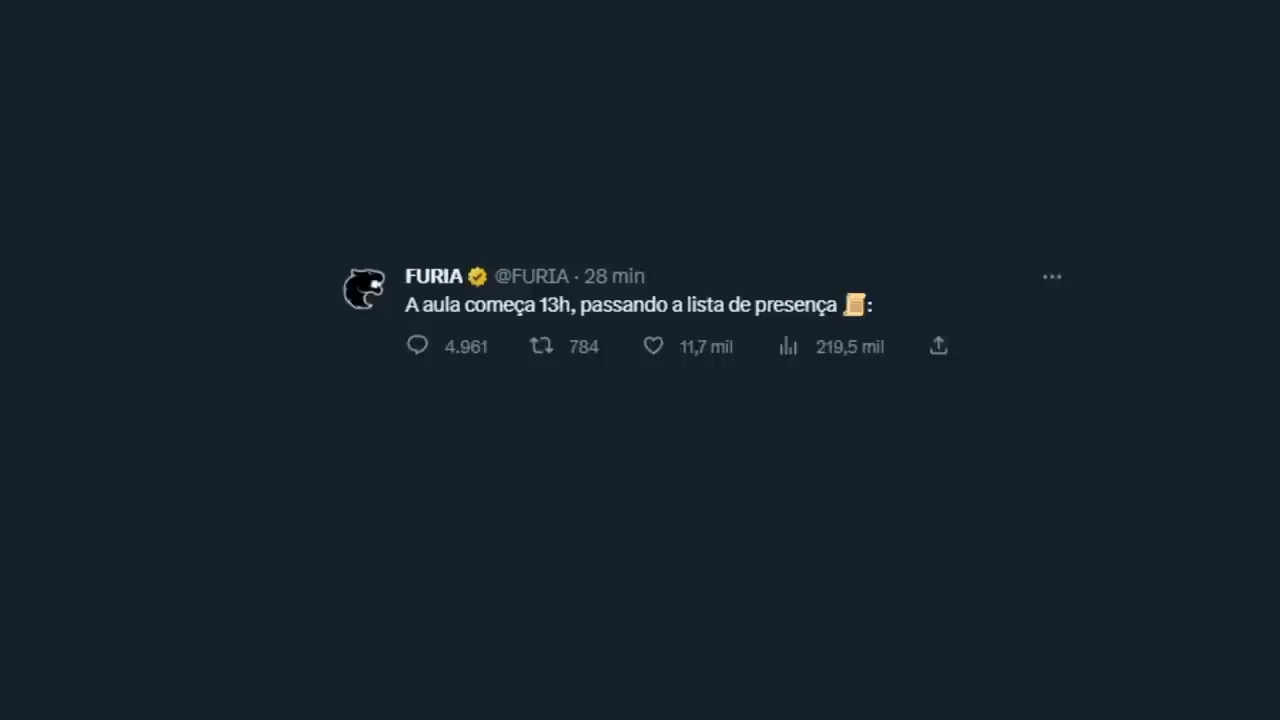 FURIA @FURIA · 28 min
A aula começa 13h, passando a lista de presença 📜:
4.961 784 11,7 mil 219,5 mil